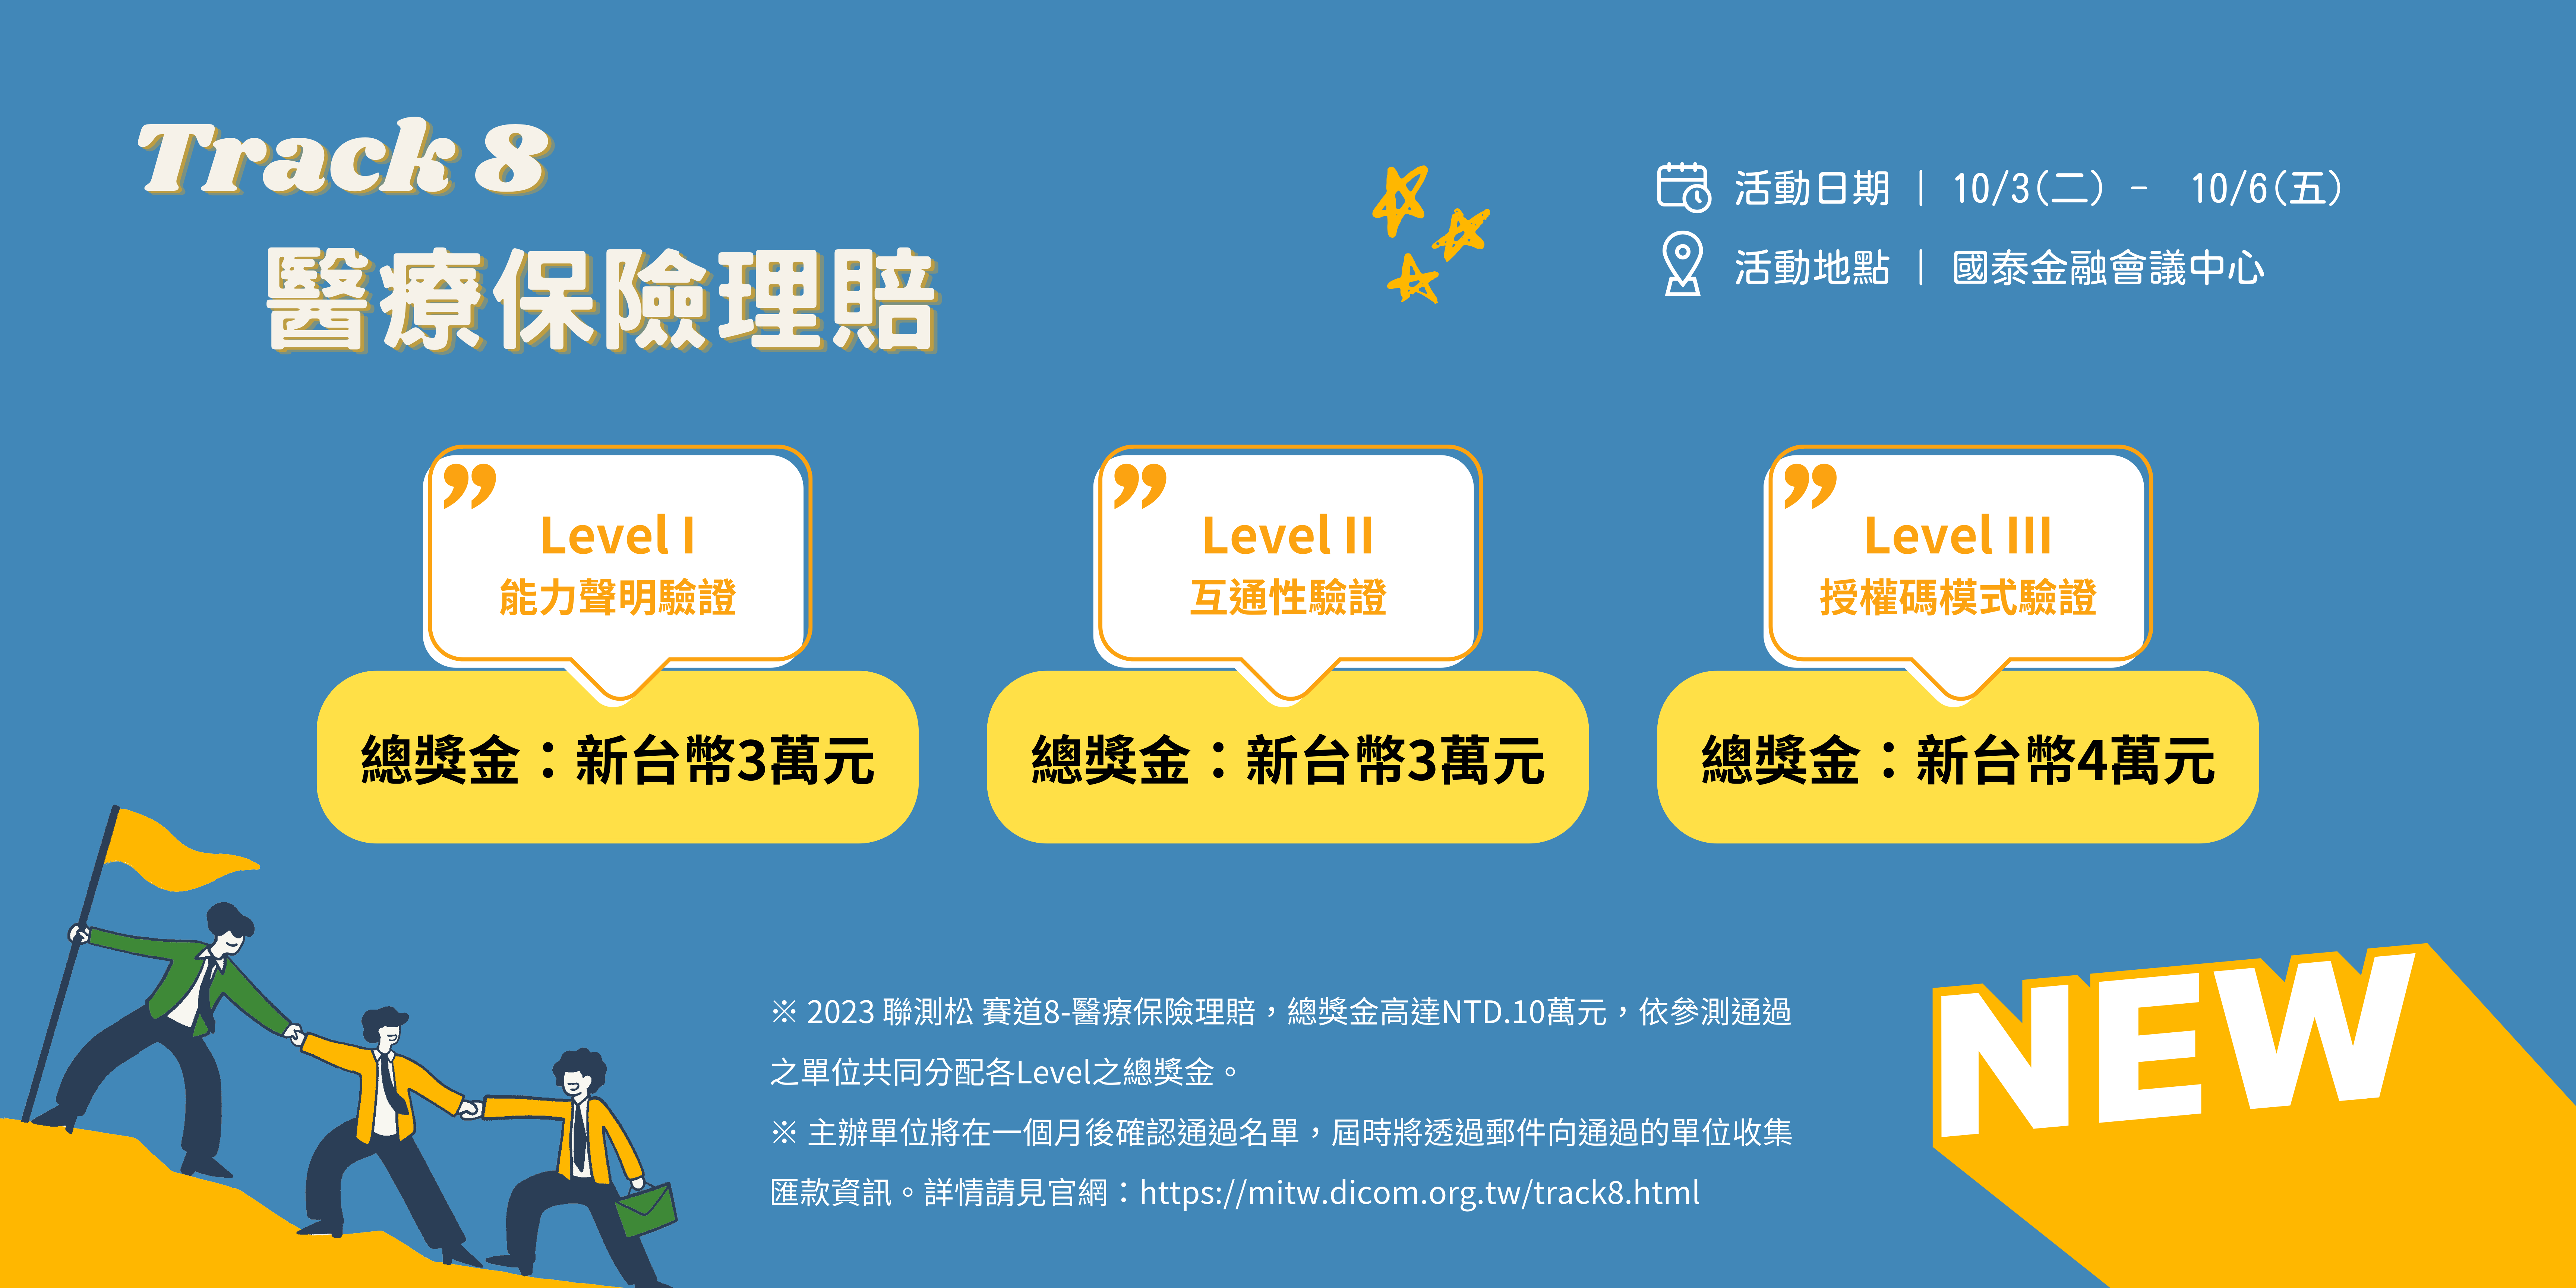 Track 8
醫療保險理賠
活動日期 | 10/3(二) - 10/6(五)
活動地點 | 國泰金融會議中心
Level I
能力聲明驗證
總獎金：新台幣3萬元
Level II
互通性驗證
總獎金：新台幣3萬元
Level III
授權碼模式驗證
總獎金：新台幣4萬元
※ 2023 聯測松 賽道8-醫療保險理賠，總獎金高達NTD.10萬元，依參測通過
之單位共同分配各Level之總獎金。
※ 主辦單位將在一個月後確認通過名單，屆時將透過郵件向通過的單位收集
匯款資訊。詳情請見官網：https://mitw.dicom.org.tw/track8.html
NEW